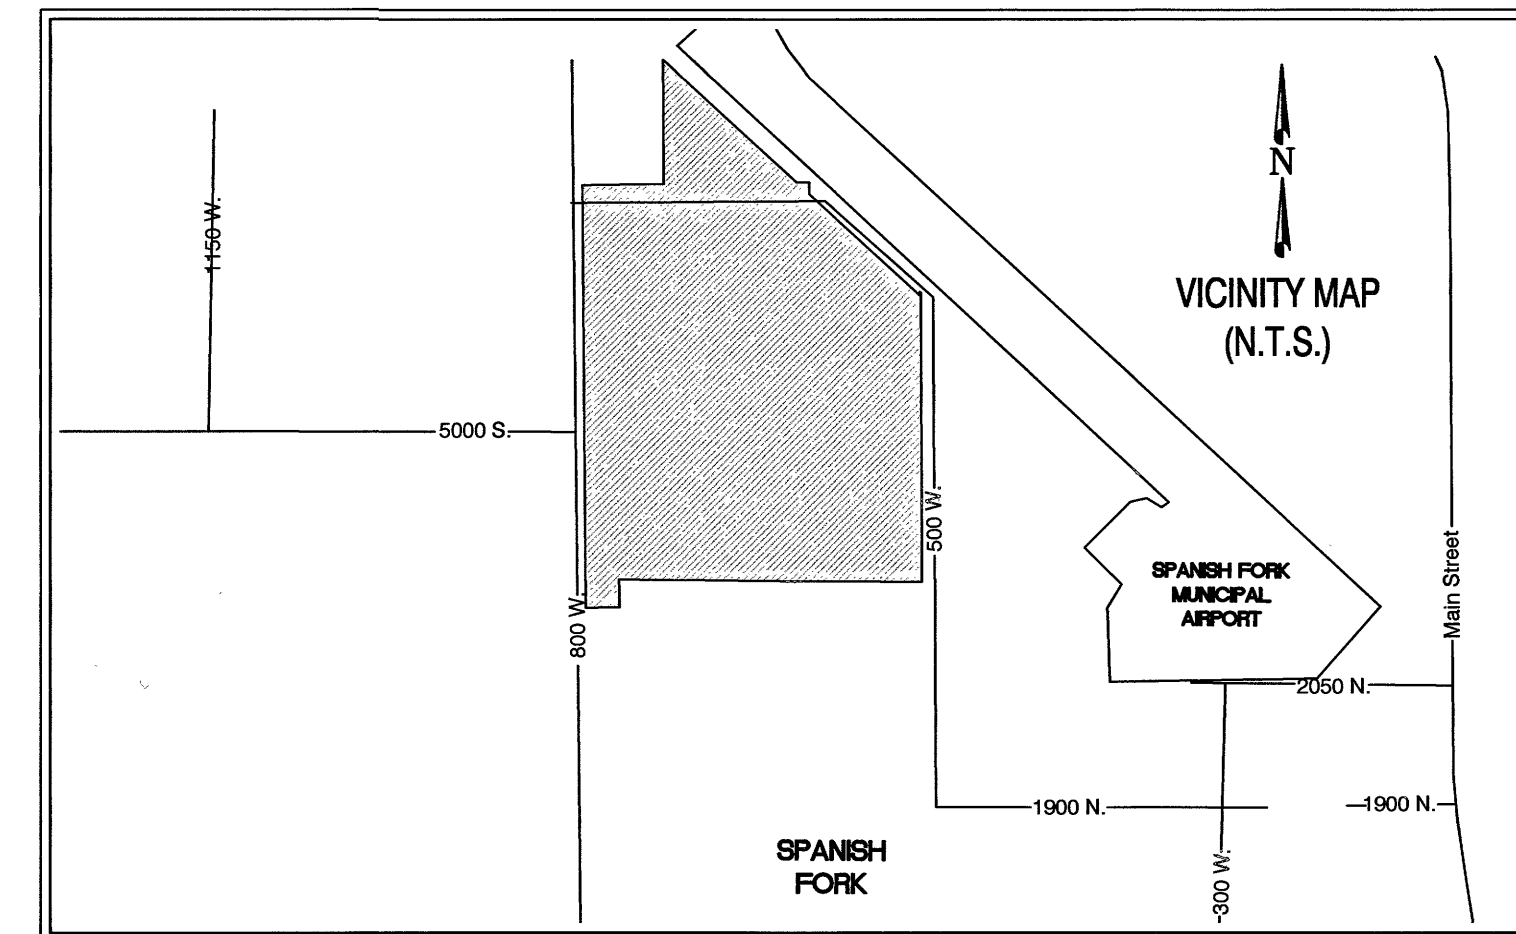 N
1150 W.
VICINITY MAP
(N.T.S.)
5000 S.
500 W.
SPANISH FORK
MUNICIPAL
AIRPORT
Main Street
800 W.
2050 N.
1900 N.
1900 N.
SPANISH
FORK
300 W.